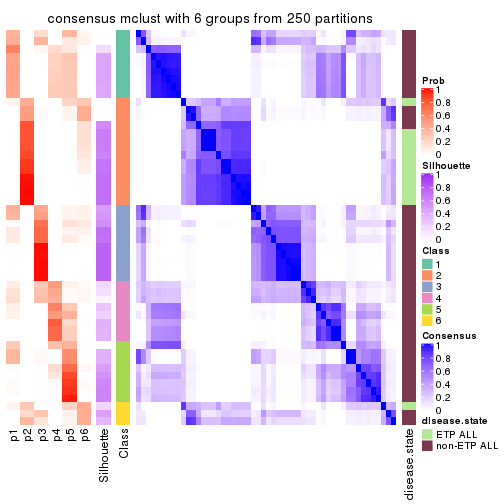 consensus mclust with 6 groups from 250 partitions
Prob
1
0.8
0.6
0.4
0.2
0
Silhouette
1
0.8
0.6
0.4
0.2
0
Class
1
2
3
4
5
6
Consensus
1
0.8
0.6
0.4
0.2
0
disease.state
ETP ALL
non-ETP ALL
p1
p2
p3
p4
p5
p6
Silhouette
Class
disease.state